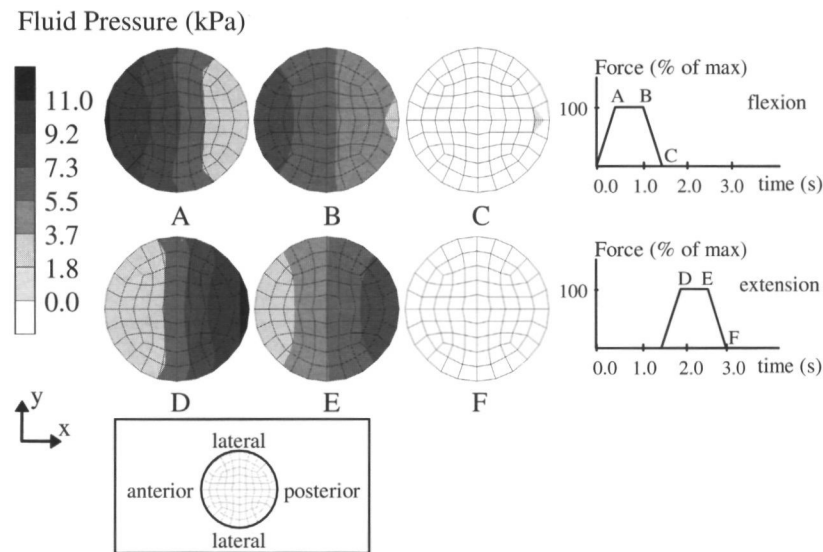 Fluid Pressure (kPa)
11.0
9.2
7.3
5.5
3.7
1.8
0.0
A B C
D E F
Force (% of max)
100
A B
C
flexion
0.0 1.0 2.0 3.0 time (s)
Force (% of max)
100
D E
F
extension
0.0 1.0 2.0 3.0 time (s)
y
x
lateral
anterior posterior
lateral